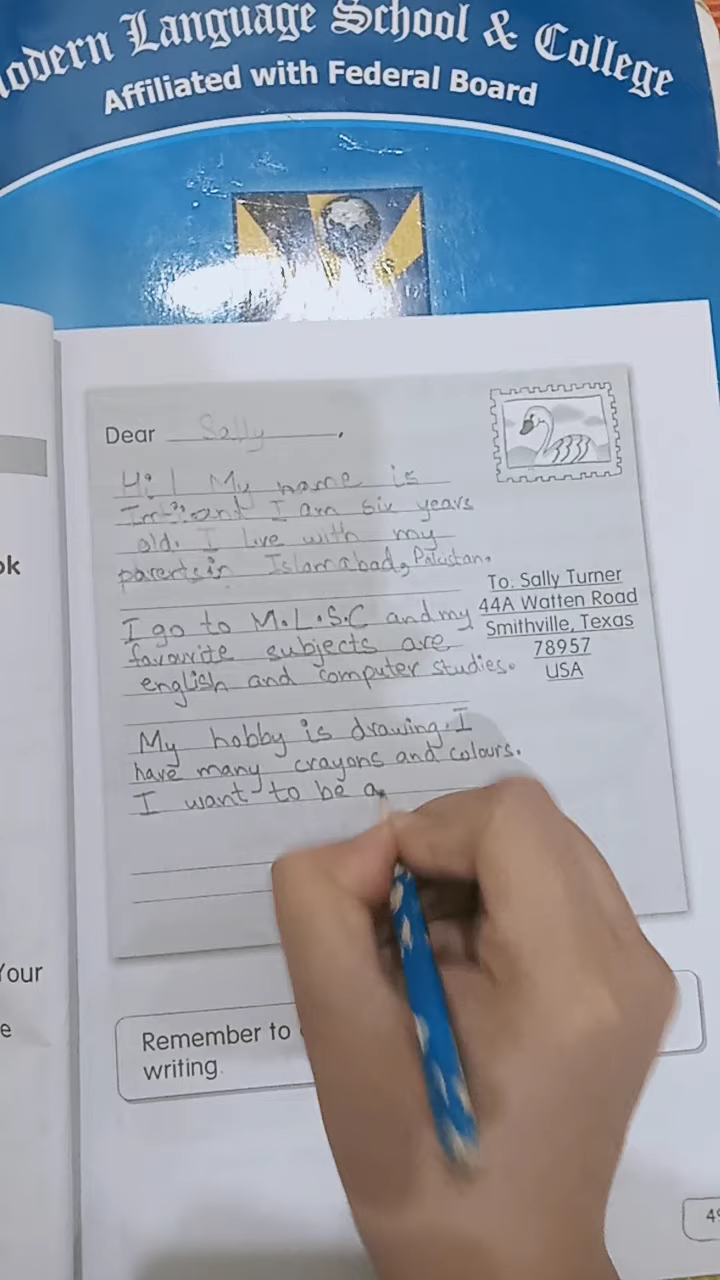 Modern Language School & College
Affiliated with Federal Board
Dear Sally,
Hi! My name is
and I am six years
old. I live with my
parents in Islamabad, Pakistan.
I go to M.L.S.C and my
favourite subjects are
english and computer studies.
My hobby is drawing. I
have many crayons and colours.
I want to be a
To. Sally Turner
44A Watten Road
Smithville, Texas
78957
USA
ok
Your
e
Remember to
writing.